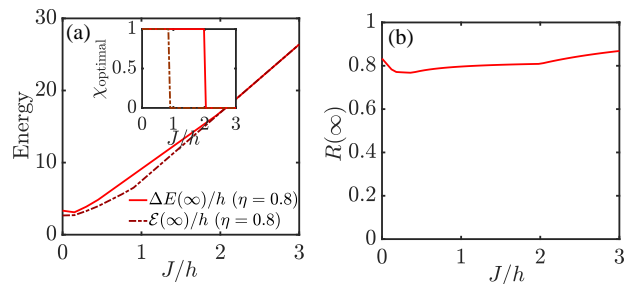 (a)
30
20
10
0
Energy
0 1 2 3
J/h
1
0.5
0
χoptimal
0 1 2 3
J/h
ΔE(∞)/h (η = 0.8)
ℰ(∞)/h (η = 0.8)
(b)
1
0.8
0.6
0.4
0.2
0
R(∞)
0 1 2 3
J/h